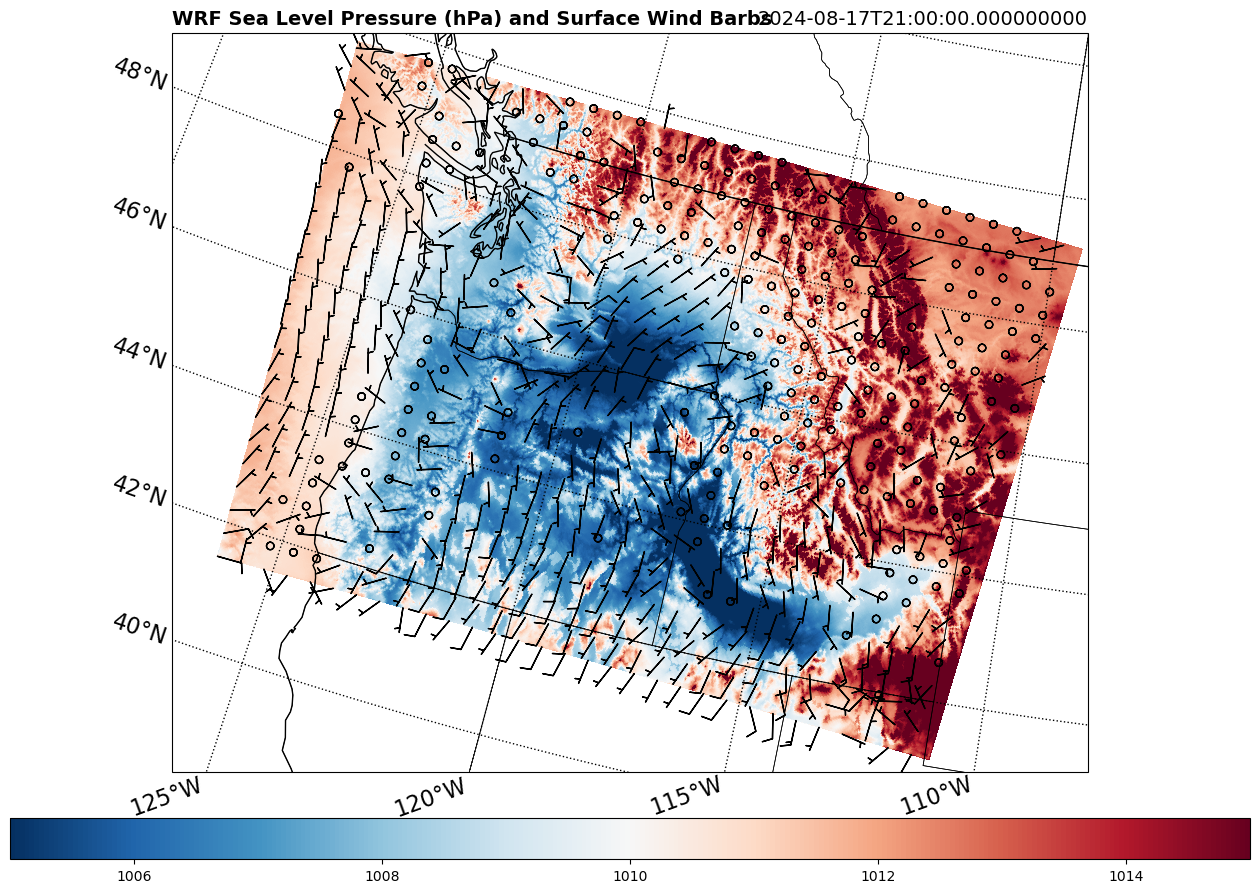 WRF Sea Level Pressure (hPa) and Surface Wind Barbs
2024-08-17T21:00:00.000000000
48°N
46°N
44°N
42°N
40°N
125°W
120°W
115°W
110°W
1006
1008
1010
1012
1014